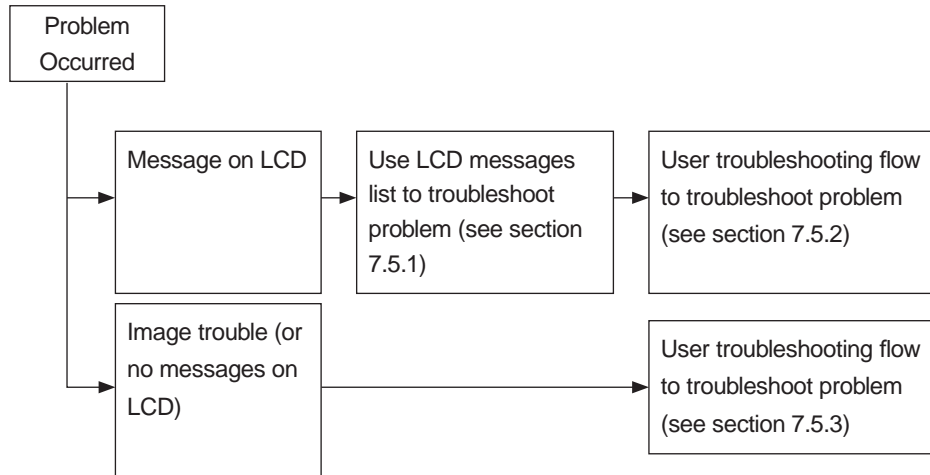 Problem
Occurred
Message on LCD
Use LCD messages
list to troubleshoot
problem (see section
7.5.1)
User troubleshooting flow
to troubleshoot problem
(see section 7.5.2)
Image trouble (or
no messages on
LCD)
User troubleshooting flow
to troubleshoot problem
(see section 7.5.3)